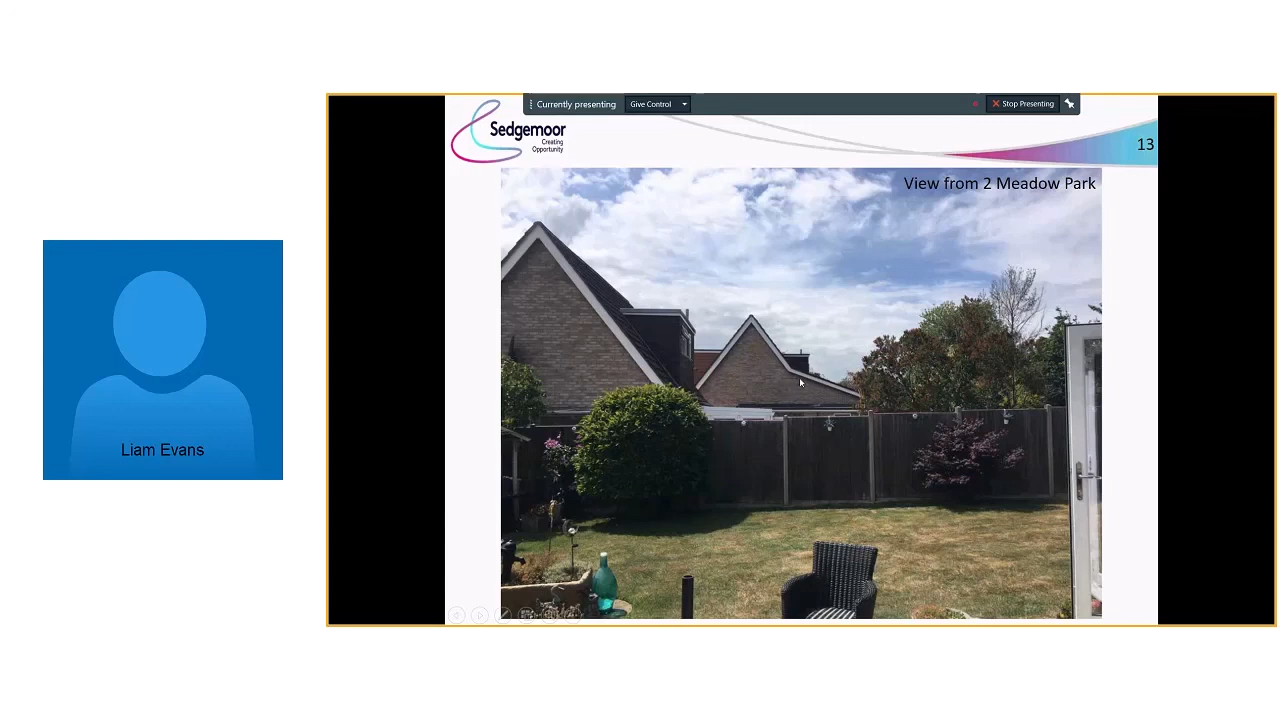 Currently presenting
Give Control
Stop Presenting
Sedgemoor
Creating
Opportunity
13
View from 2 Meadow Park
Liam Evans